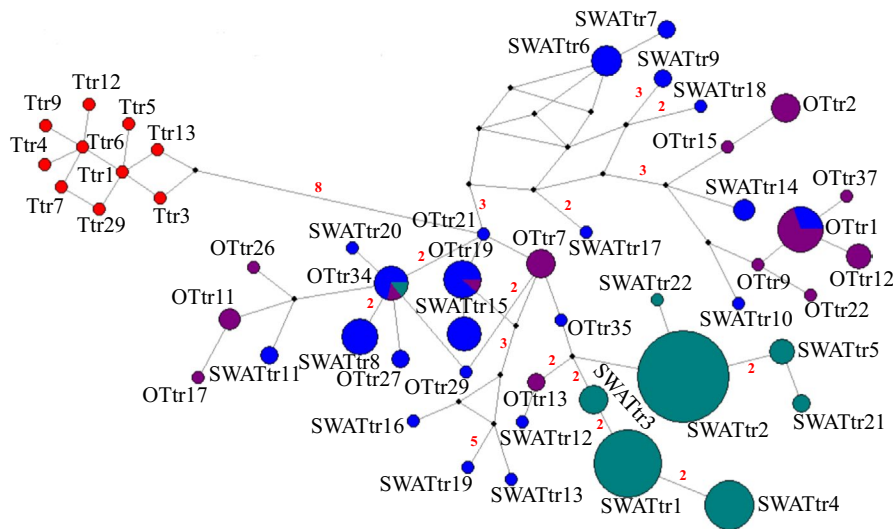 SWATtr7
SWATtr6
SWATtr9
Ttr12
3
SWATtr18
Ttr9
Ttr5
2
OTtr2
Ttr4
Ttr6
Ttr13
OTtr15
Ttr1
3
OTtr37
8
SWATtr14
Ttr7
Ttr29
Ttr3
3
OTtr21
2
OTtr1
SWATtr20
OTtr26
2
OTtr19
OTtr7
SWATtr17
OTtr34
OTtr9
OTtr12
SWATtr22
OTtr11
2
SWATtr15
2
OTtr22
SWATtr10
OTtr35
3
SWATtr5
SWATtr11
SWATtr8
OTtr27
2
2
OTtr17
OTtr29
2
OTtr13
SWATtr3
SWATtr21
SWATtr16
SWATtr12
2
SWATtr2
5
2
SWATtr19
SWATtr13
SWATtr1
SWATtr4